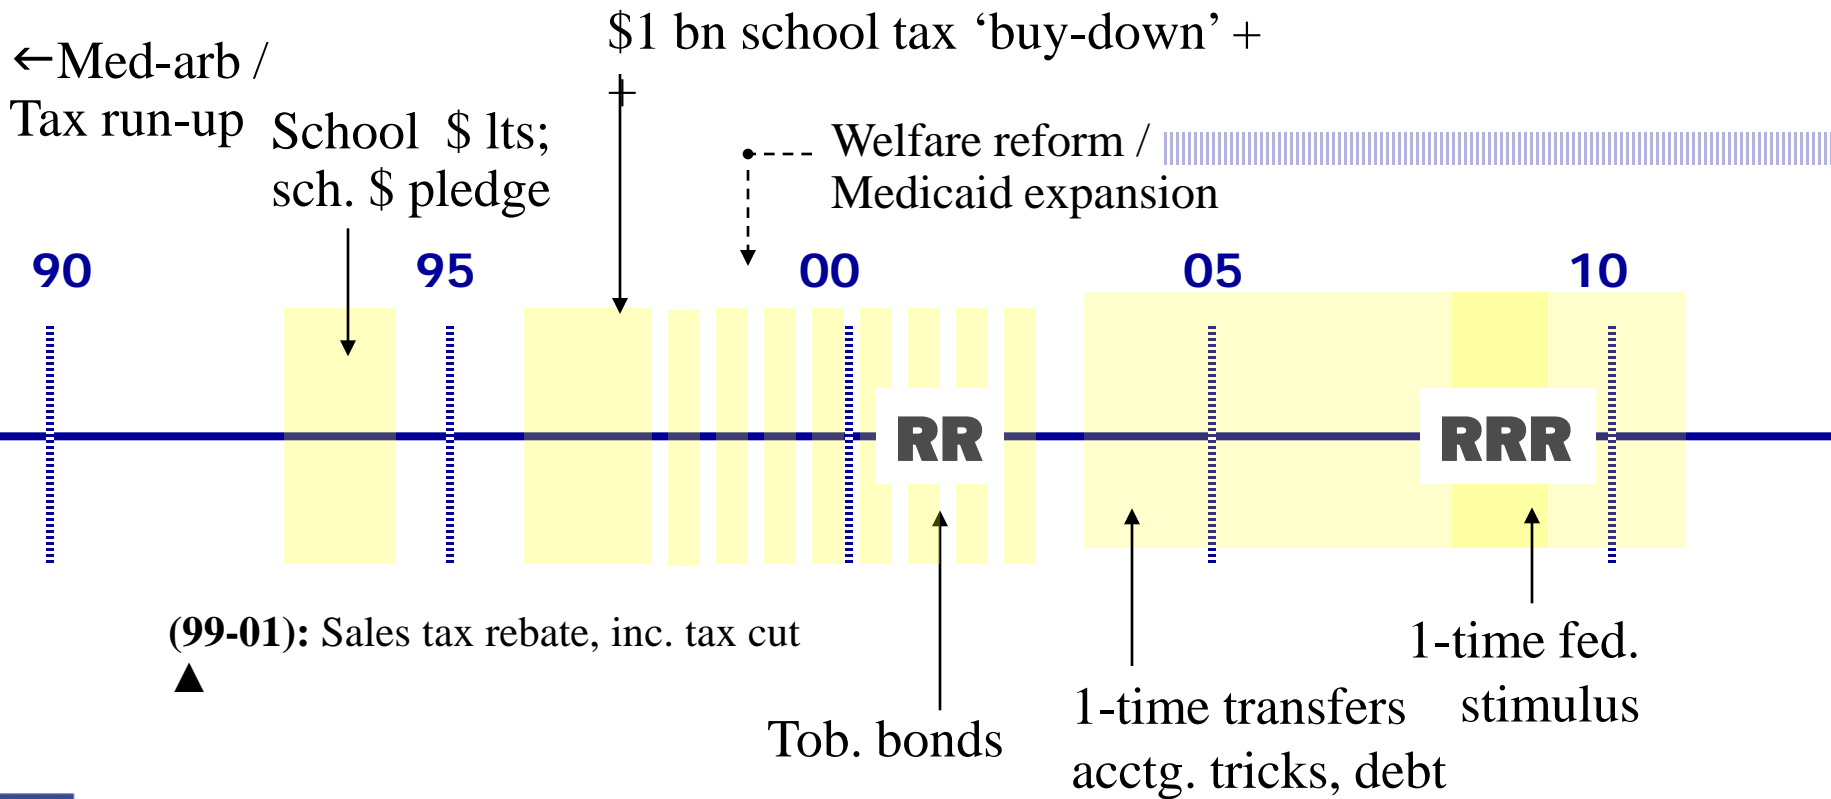 $1 bn school tax ‘buy-down’ +
+
←Med-arb /
Tax run-up
School $ lts;
sch. $ pledge
Welfare reform /
Medicaid expansion
90 95 00 05 10
RR RRR
(99-01): Sales tax rebate, inc. tax cut
▲
Tob. bonds
1-time transfers
acctg. tricks, debt
1-time fed.
stimulus